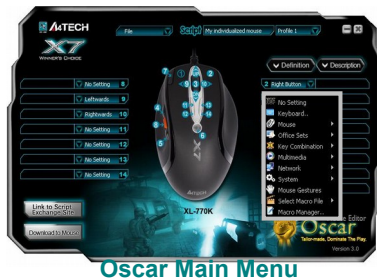 A4TECH
File
Script
My individualized mouse
Profile 1
X7
WINNER'S CHOICE
Definition
Description
No Setting 8
Leftwards 9
Rightwards 10
No Setting 11
No Setting 12
No Setting 13
No Setting 14
2 Right Button
No Setting
Keyboard..
Mouse
Office Sets
Key Combination
Multimedia
Network
System
Mouse Gestures
Select Macro File
Macro Manager...
X7
A4TECH
XL-770K
Link to Script
Exchange Site
Download to Mouse
Editor
Oscar
Tailor-made, Dominate The Play.
Version 3.0
Oscar Main Menu